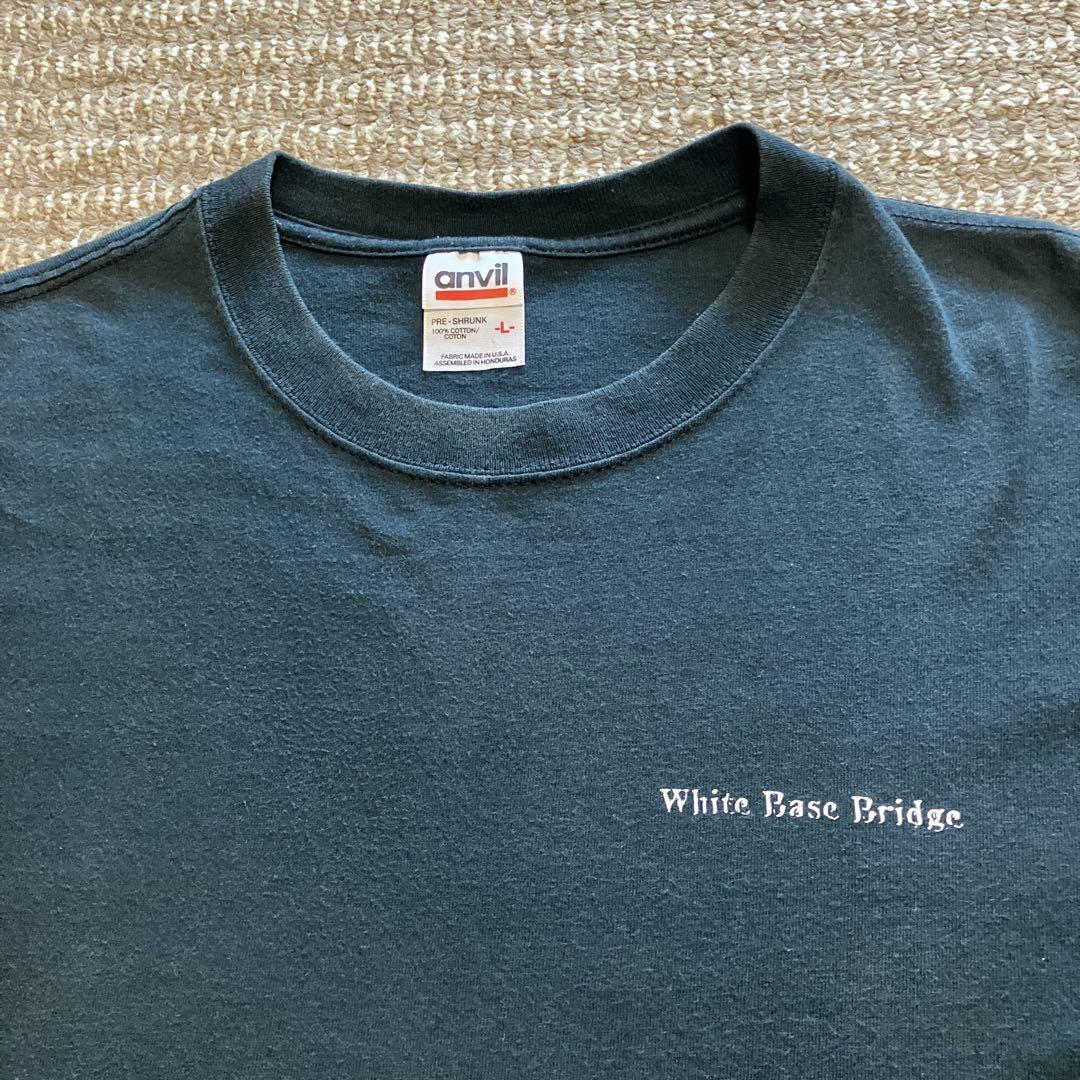 anvil
®
PRE-SHRUNK
100% COTTON/
COTON
-L-
FABRIC MADE IN U.S.A.
ASSEMBLED IN HONDURAS
White Base Bridge